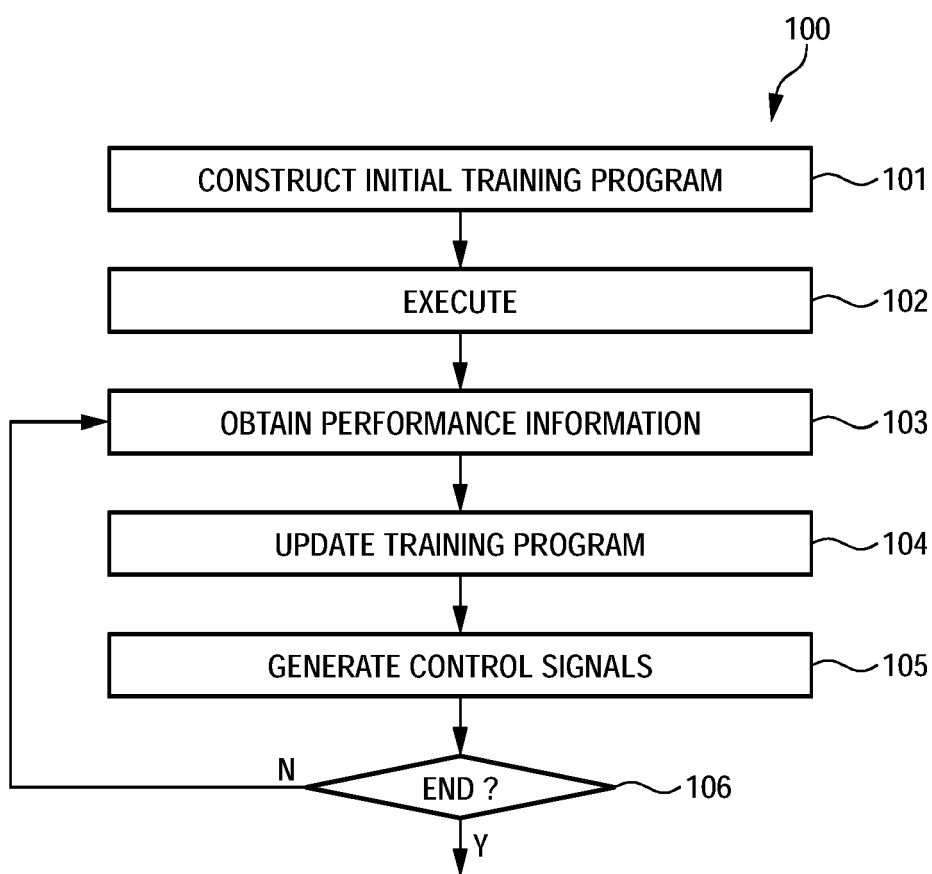 100
CONSTRUCT INITIAL TRAINING PROGRAM
101
EXECUTE
102
OBTAIN PERFORMANCE INFORMATION
103
UPDATE TRAINING PROGRAM
104
GENERATE CONTROL SIGNALS
105
N
END ?
106
Y